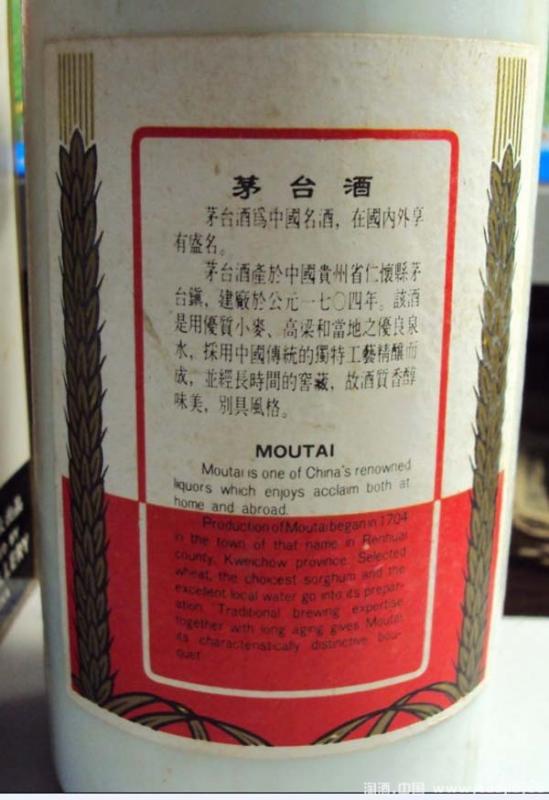 茅台酒
茅台酒爲中國名酒，在國內外享
有盛名。
茅台酒產於中國貴州省仁懷縣茅
台鎭，建廠於公元一七〇四年。該酒
是用優質小麥、高梁和當地之優良泉
水，採用中國傳統的獨特工藝精釀而
成，並經長時間的窖藏，故酒質香醇
味美，別具風格。
MOUTAI
Moutai is one of China's renowned
liquors which enjoys acclaim both at
home and abroad.
Production of Moutai began in 1704
in the town of that name in Renhuai
county, Kweichow province. Selected
wheat, the choicest sorghum and the
excellent local water go into its prepar-
ation. Traditional brewing expertise
together with long aging gives Moutai
its characteristically distinctive bou-
quet.
淘酒.中国